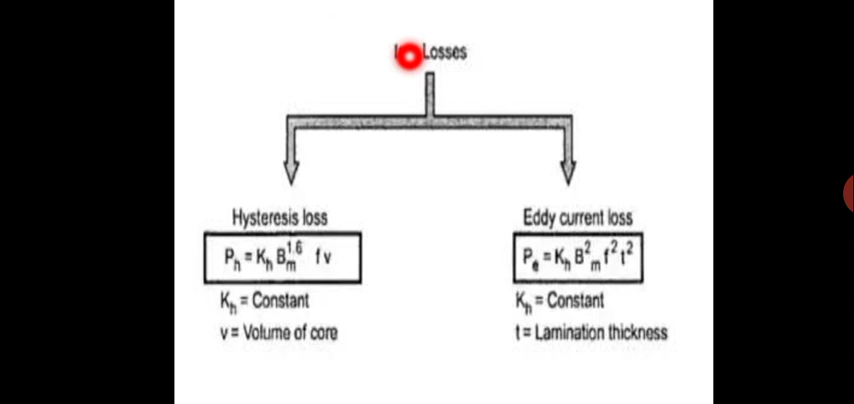 Losses
Hysteresis loss
Pₕ = Kₕ Bₘ¹·⁶ f v
Kₕ = Constant
v = Volume of core
Eddy current loss
Pₑ = Kₕ B²ₘ f² t²
Kₕ = Constant
t = Lamination thickness